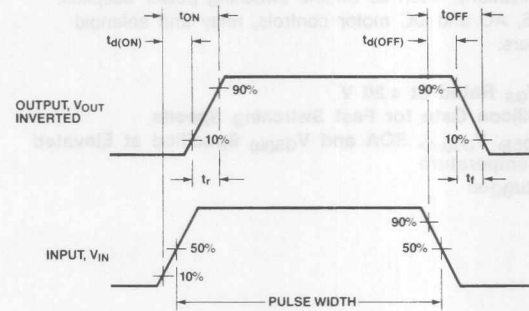 tON
td(ON)
tOFF
td(OFF)
OUTPUT, VOUT
INVERTED
90%
90%
10%
10%
tr
tf
INPUT, VIN
90%
50%
50%
10%
PULSE WIDTH